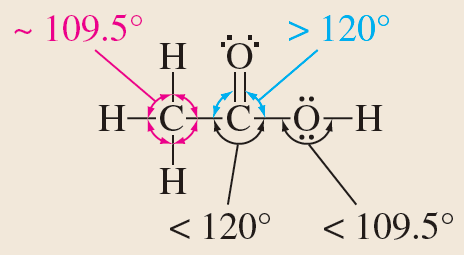 ~ 109.5° > 120°
H O
H C C O H
H
< 120° < 109.5°